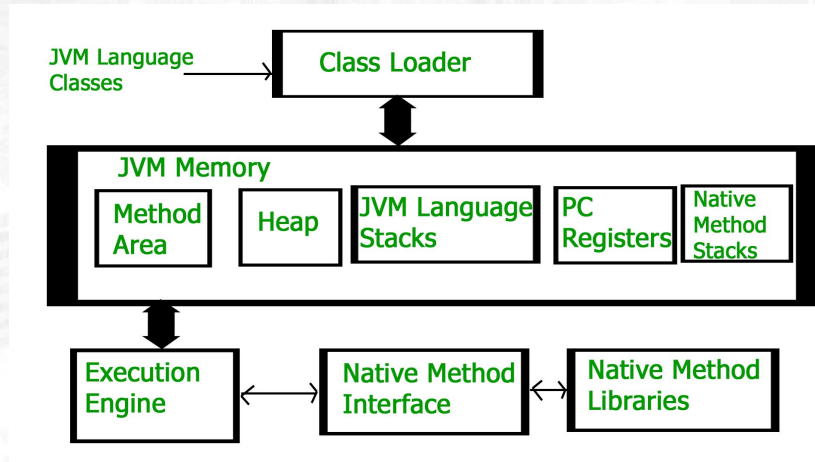 JVM Language
Classes
Class Loader
JVM Memory
Method
Area
Heap
JVM Language
Stacks
PC
Registers
Native
Method
Stacks
Execution
Engine
Native Method
Interface
Native Method
Libraries